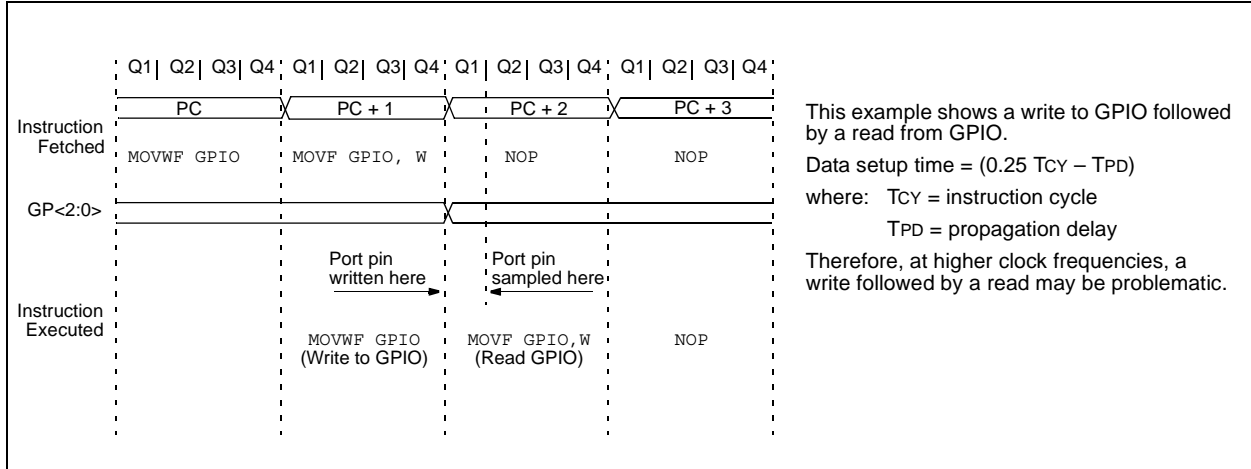 Q1| Q2| Q3| Q4 Q1| Q2| Q3| Q4 Q1| Q2| Q3| Q4 Q1| Q2| Q3| Q4
PC PC + 1 PC + 2 PC + 3
Instruction
Fetched
MOVWF GPIO MOVF GPIO, W NOP NOP
GP<2:0>
Port pin
written here
Port pin
sampled here
Instruction
Executed
MOVWF GPIO
(Write to GPIO)
MOVF GPIO,W
(Read GPIO)
NOP
This example shows a write to GPIO followed
by a read from GPIO.
Data setup time = (0.25 TCY – TPD)
where: TCY = instruction cycle
TPD = propagation delay
Therefore, at higher clock frequencies, a
write followed by a read may be problematic.